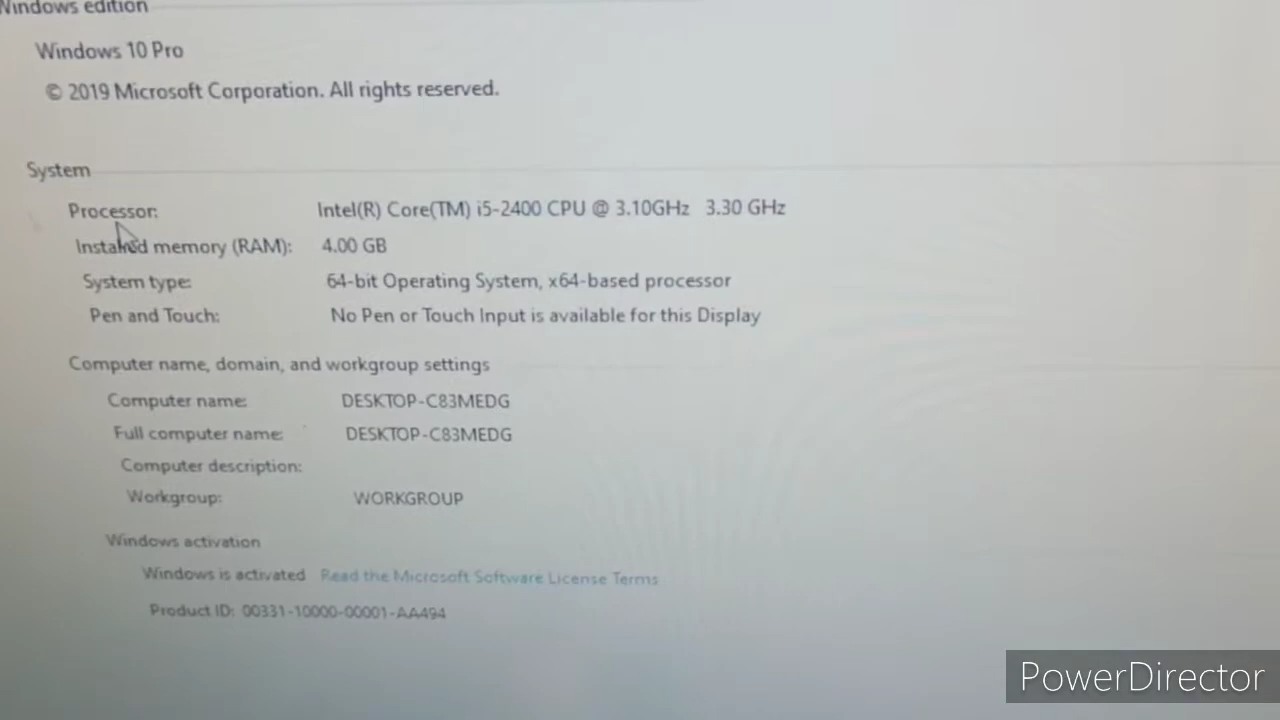 Windows edition
Windows 10 Pro
© 2019 Microsoft Corporation. All rights reserved.
System
Processor: Intel(R) Core(TM) i5-2400 CPU @ 3.10GHz 3.30 GHz
Installed memory (RAM): 4.00 GB
System type: 64-bit Operating System, x64-based processor
Pen and Touch: No Pen or Touch Input is available for this Display
Computer name, domain, and workgroup settings
Computer name: DESKTOP-C83MEDG
Full computer name: DESKTOP-C83MEDG
Computer description:
Workgroup: WORKGROUP
Windows activation
Windows is activated Read the Microsoft Software License Terms
Product ID: 00331-10000-00001-AA494
PowerDirector